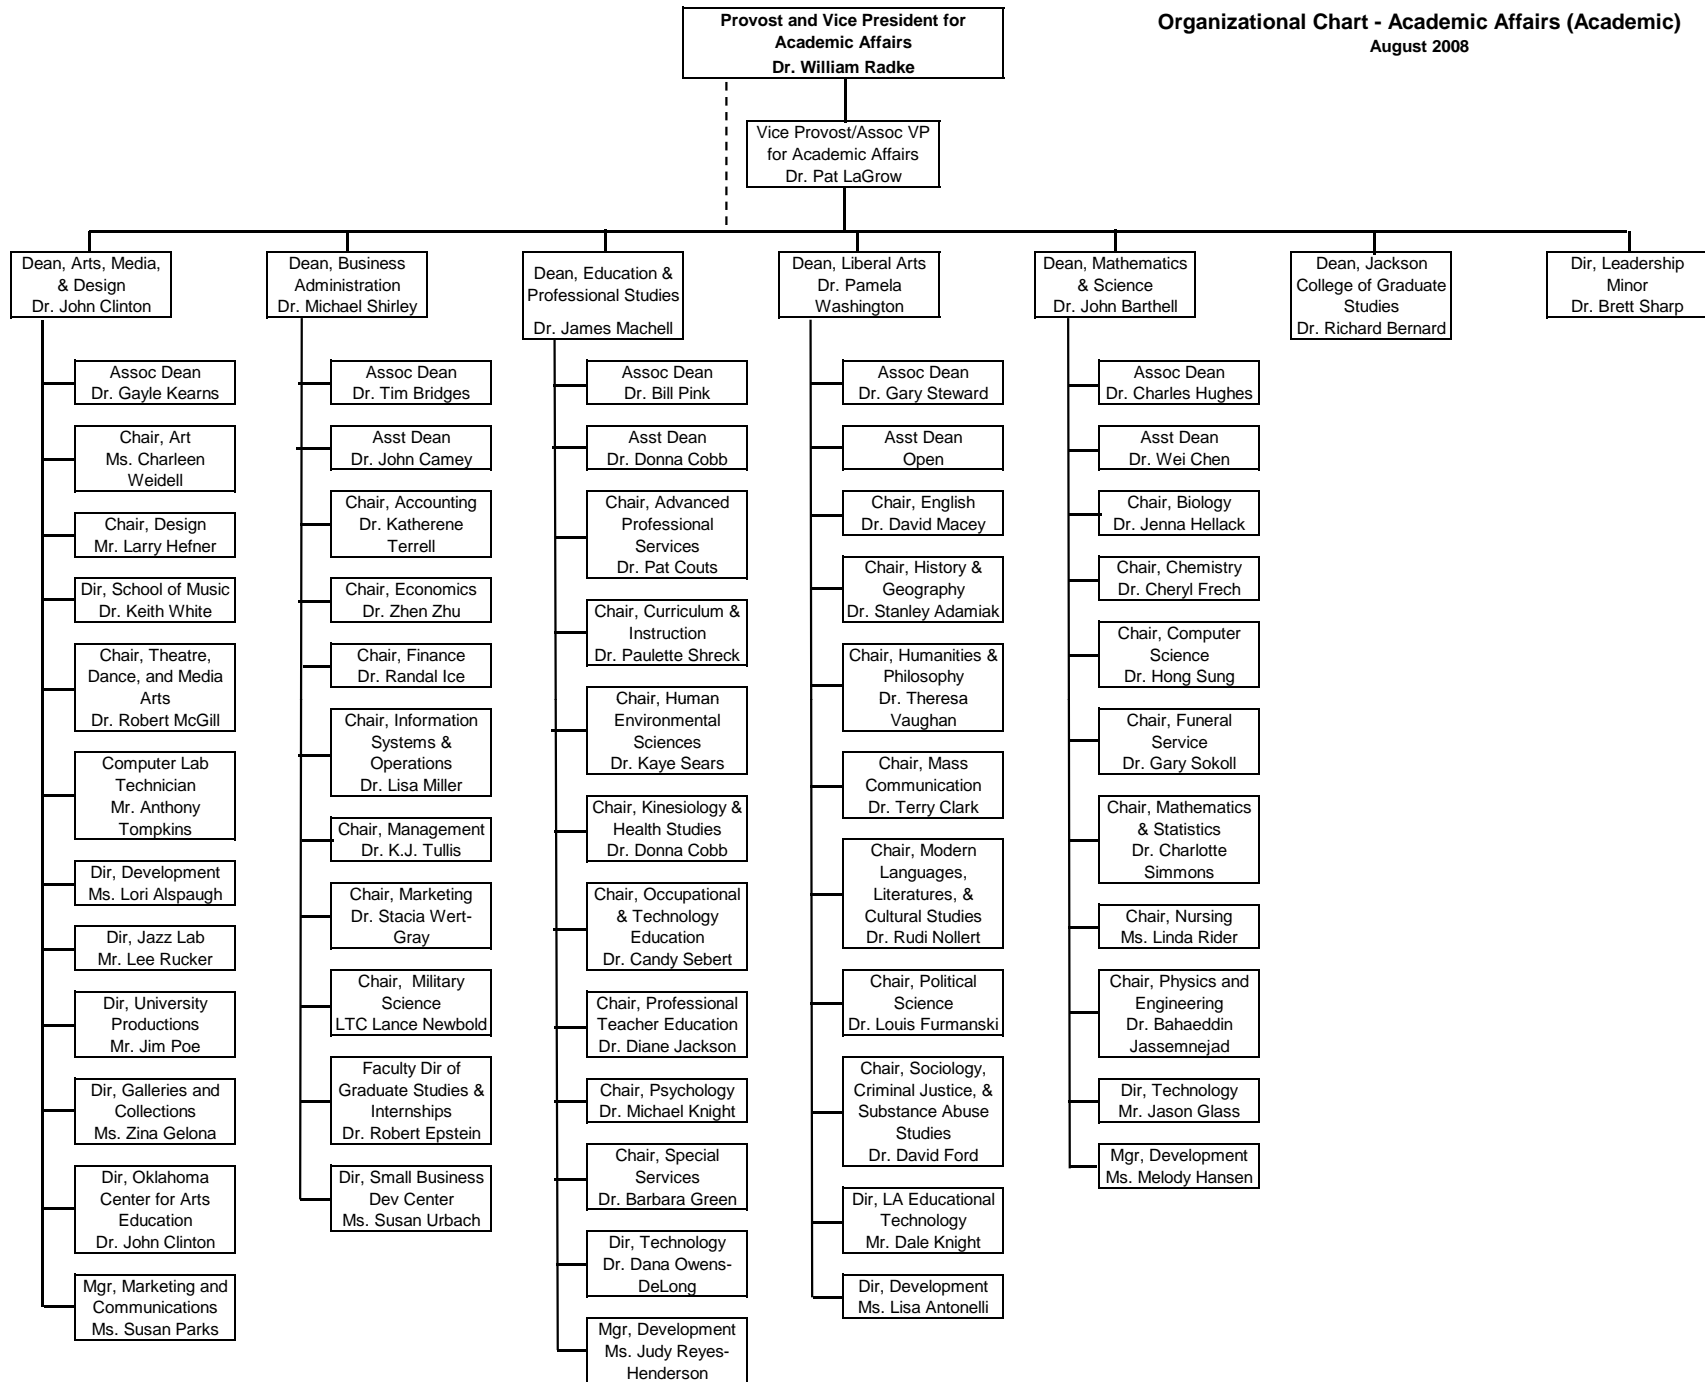 Provost and Vice President for
Academic Affairs
Dr. William Radke
Organizational Chart - Academic Affairs (Academic)
August 2008
Vice Provost/Assoc VP
for Academic Affairs
Dr. Pat LaGrow
Dean, Arts, Media,
& Design
Dr. John Clinton
Assoc Dean
Dr. Gayle Kearns
Chair, Art
Ms. Charleen
Weidell
Chair, Design
Mr. Larry Hefner
Dir, School of Music
Dr. Keith White
Chair, Theatre,
Dance, and Media
Arts
Dr. Robert McGill
Computer Lab
Technician
Mr. Anthony
Tompkins
Dir, Development
Ms. Lori Alspaugh
Dir, Jazz Lab
Mr. Lee Rucker
Dir, University
Productions
Mr. Jim Poe
Dir, Galleries and
Collections
Ms. Zina Gelona
Dir, Oklahoma
Center for Arts
Education
Dr. John Clinton
Mgr, Marketing and
Communications
Ms. Susan Parks
Dean, Business
Administration
Dr. Michael Shirley
Assoc Dean
Dr. Tim Bridges
Asst Dean
Dr. John Camey
Chair, Accounting
Dr. Katherene
Terrell
Chair, Economics
Dr. Zhen Zhu
Chair, Finance
Dr. Randal Ice
Chair, Information
Systems &
Operations
Dr. Lisa Miller
Chair, Management
Dr. K.J. Tullis
Chair, Marketing
Dr. Stacia Wert-
Gray
Chair, Military
Science
LTC Lance Newbold
Faculty Dir of
Graduate Studies &
Internships
Dr. Robert Epstein
Dir, Small Business
Dev Center
Ms. Susan Urbach
Dean, Education &
Professional Studies
Dr. James Machell
Assoc Dean
Dr. Bill Pink
Asst Dean
Dr. Donna Cobb
Chair, Advanced
Professional
Services
Dr. Pat Couts
Chair, Curriculum &
Instruction
Dr. Paulette Shreck
Chair, Human
Environmental
Sciences
Dr. Kaye Sears
Chair, Kinesiology &
Health Studies
Dr. Donna Cobb
Chair, Occupational
& Technology
Education
Dr. Candy Sebert
Chair, Professional
Teacher Education
Dr. Diane Jackson
Chair, Psychology
Dr. Michael Knight
Chair, Special
Services
Dr. Barbara Green
Dir, Technology
Dr. Dana Owens-
DeLong
Mgr, Development
Ms. Judy Reyes-
Henderson
Dean, Liberal Arts
Dr. Pamela
Washington
Assoc Dean
Dr. Gary Steward
Asst Dean
Open
Chair, English
Dr. David Macey
Chair, History &
Geography
Dr. Stanley Adamiak
Chair, Humanities &
Philosophy
Dr. Theresa
Vaughan
Chair, Mass
Communication
Dr. Terry Clark
Chair, Modern
Languages,
Literatures, &
Cultural Studies
Dr. Rudi Nollert
Chair, Political
Science
Dr. Louis Furmanski
Chair, Sociology,
Criminal Justice, &
Substance Abuse
Studies
Dr. David Ford
Dir, LA Educational
Technology
Mr. Dale Knight
Dir, Development
Ms. Lisa Antonelli
Dean, Mathematics
& Science
Dr. John Barthell
Assoc Dean
Dr. Charles Hughes
Asst Dean
Dr. Wei Chen
Chair, Biology
Dr. Jenna Hellack
Chair, Chemistry
Dr. Cheryl Frech
Chair, Computer
Science
Dr. Hong Sung
Chair, Funeral
Service
Dr. Gary Sokoll
Chair, Mathematics
& Statistics
Dr. Charlotte
Simmons
Chair, Nursing
Ms. Linda Rider
Chair, Physics and
Engineering
Dr. Bahaeddin
Jassemnejad
Dir, Technology
Mr. Jason Glass
Mgr, Development
Ms. Melody Hansen
Dean, Jackson
College of Graduate
Studies
Dr. Richard Bernard
Dir, Leadership
Minor
Dr. Brett Sharp